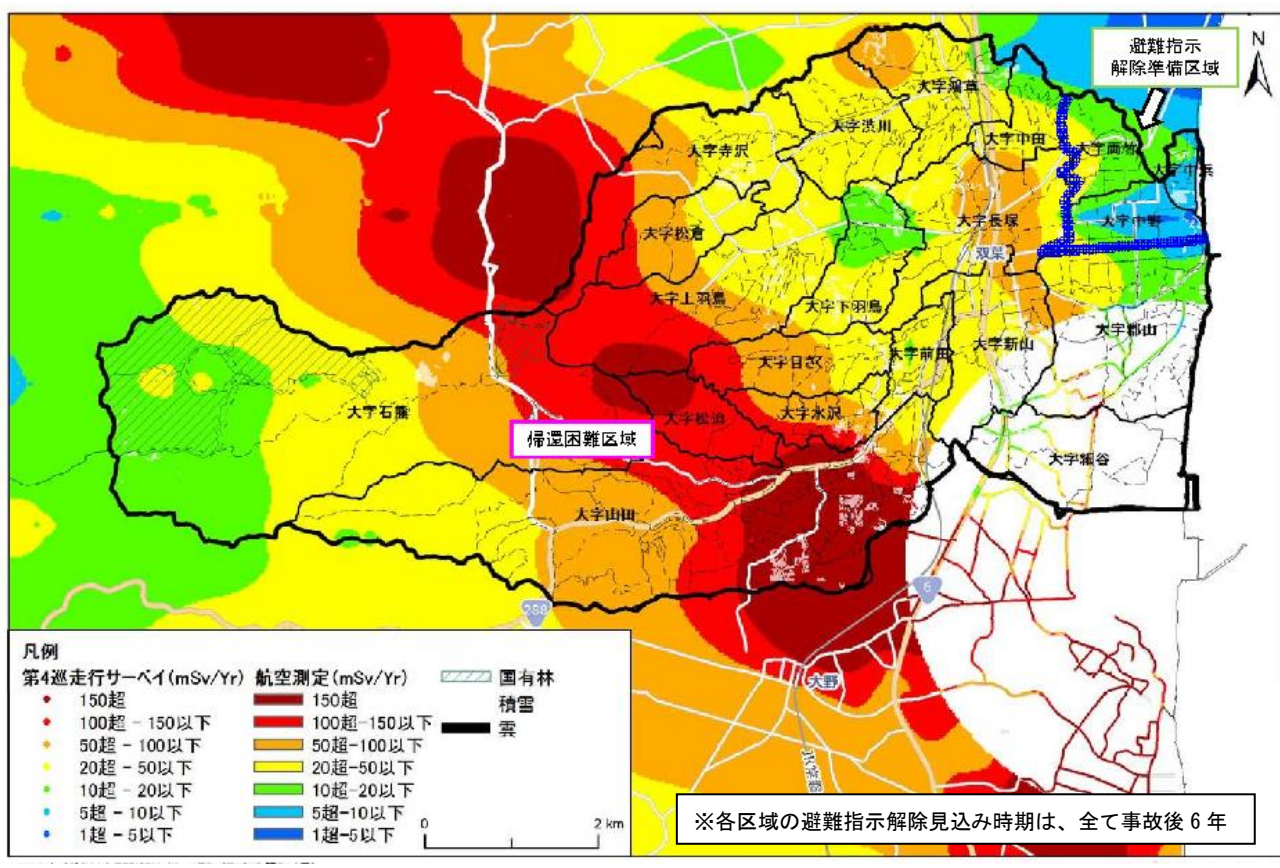 避難指示
解除準備区域
N
大字鴻草
大字渋川
大字中田
大字寺沢
大字両竹
大字中浜
大字長塚
大字中野
大字松倉
双葉
大字上羽鳥
大字下羽鳥
大字郡山
大字前田
大字新山
大字目さく
大字石熊
大字松迫
大字水沢
帰還困難区域
大字細谷
大字山田
6
288
大野
凡例
第4巡走行サーベイ(mSv/Yr) 航空測定(mSv/Yr) 国有林
150超 150超 積雪
100超 - 150以下 100超-150以下 雲
50超 - 100以下 50超-100以下
20超 - 50以下 20超-50以下
10超 - 20以下 10超-20以下
5超 - 10以下 5超-10以下
1超 - 5以下 1超-5以下
0 2 km
※各区域の避難指示解除見込み時期は、全て事故後6年